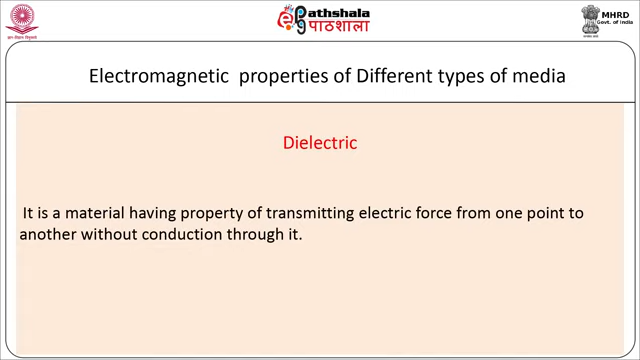 ePathshala
पाठशाला
MHRD
Govt. of India
Electromagnetic properties of Different types of media
Dielectric
It is a material having property of transmitting electric force from one point to
another without conduction through it.